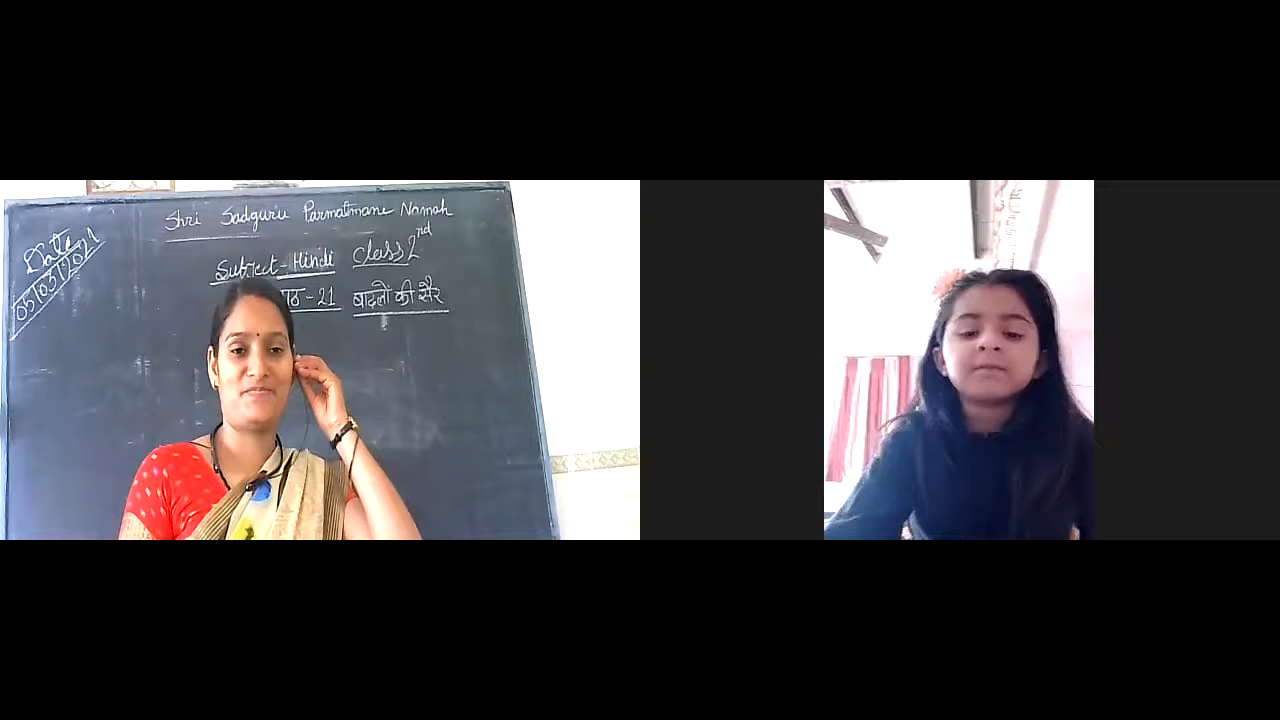 Shri Sadguru Parmatmane Namah
Date
05/03/2021
Subject - Hindi class 2nd
पाठ - 21 बादलों की सैर